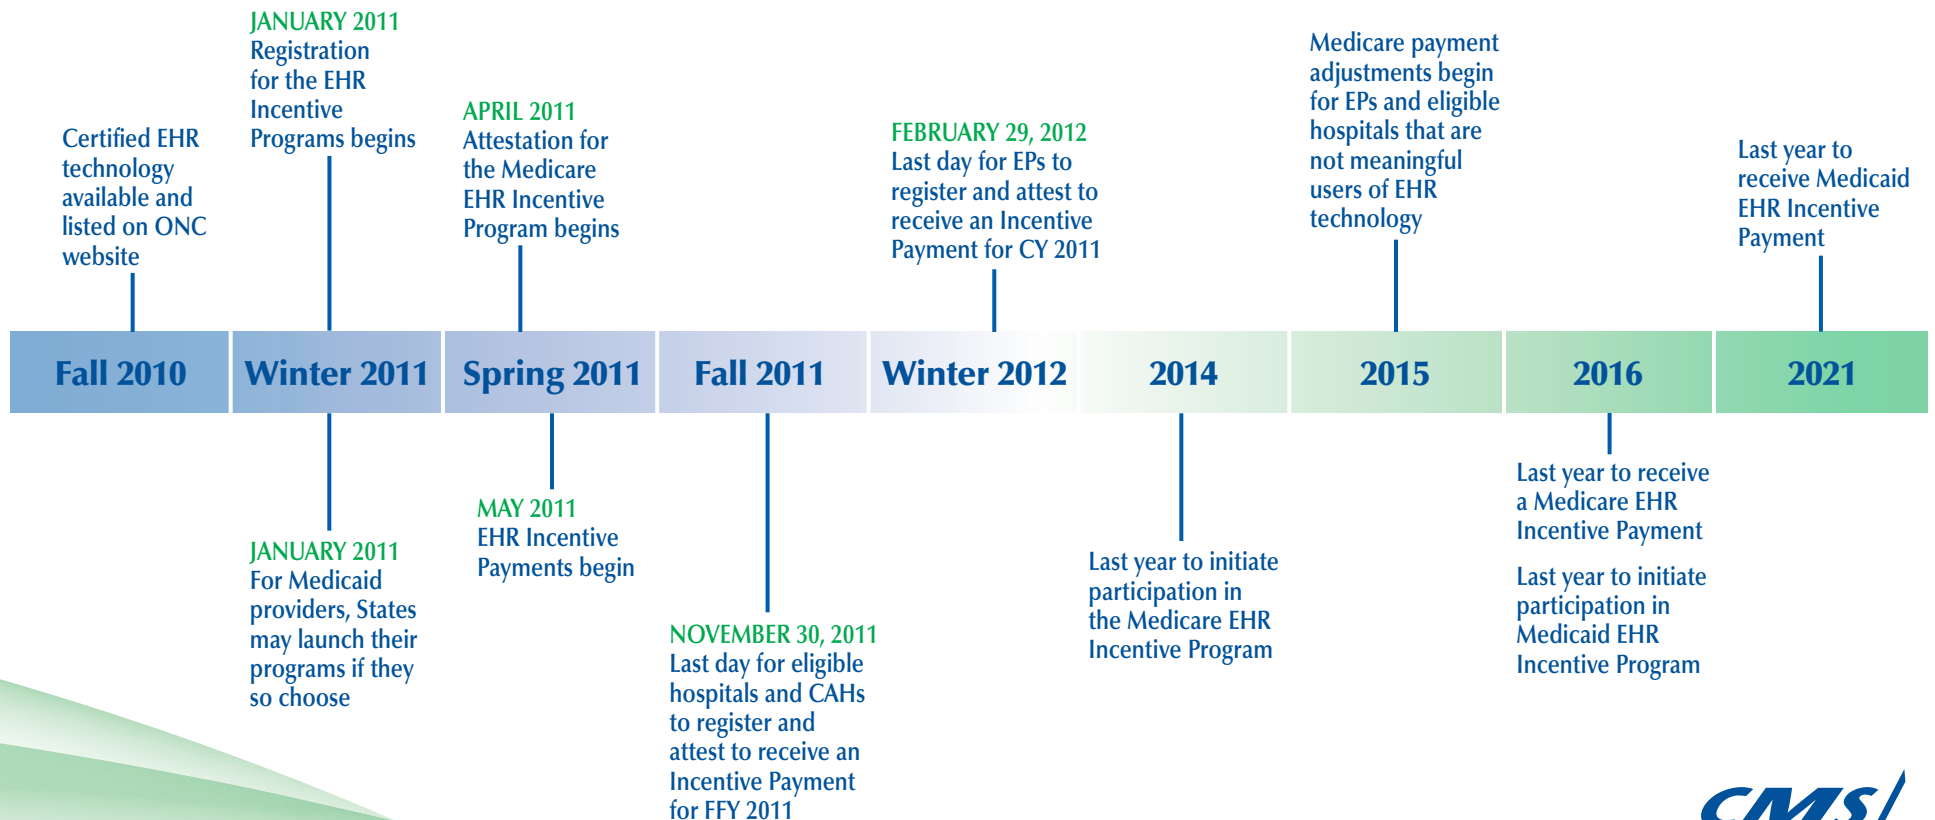 JANUARY 2011
Registration
for the EHR
Incentive
Programs begins
Certified EHR
technology
available and
listed on ONC
website
APRIL 2011
Attestation for
the Medicare
EHR Incentive
Program begins
FEBRUARY 29, 2012
Last day for EPs to
register and attest to
receive an Incentive
Payment for CY 2011
Medicare payment
adjustments begin
for EPs and eligible
hospitals that are
not meaningful
users of EHR
technology
Last year to
receive Medicaid
EHR Incentive
Payment
Fall 2010
Winter 2011
Spring 2011
Fall 2011
Winter 2012
2014
2015
2016
2021
JANUARY 2011
For Medicaid
providers, States
may launch their
programs if they
so choose
MAY 2011
EHR Incentive
Payments begin
NOVEMBER 30, 2011
Last day for eligible
hospitals and CAHs
to register and
attest to receive an
Incentive Payment
for FFY 2011
Last year to initiate
participation in
the Medicare EHR
Incentive Program
Last year to receive
a Medicare EHR
Incentive Payment
Last year to initiate
participation in
Medicaid EHR
Incentive Program
CMS